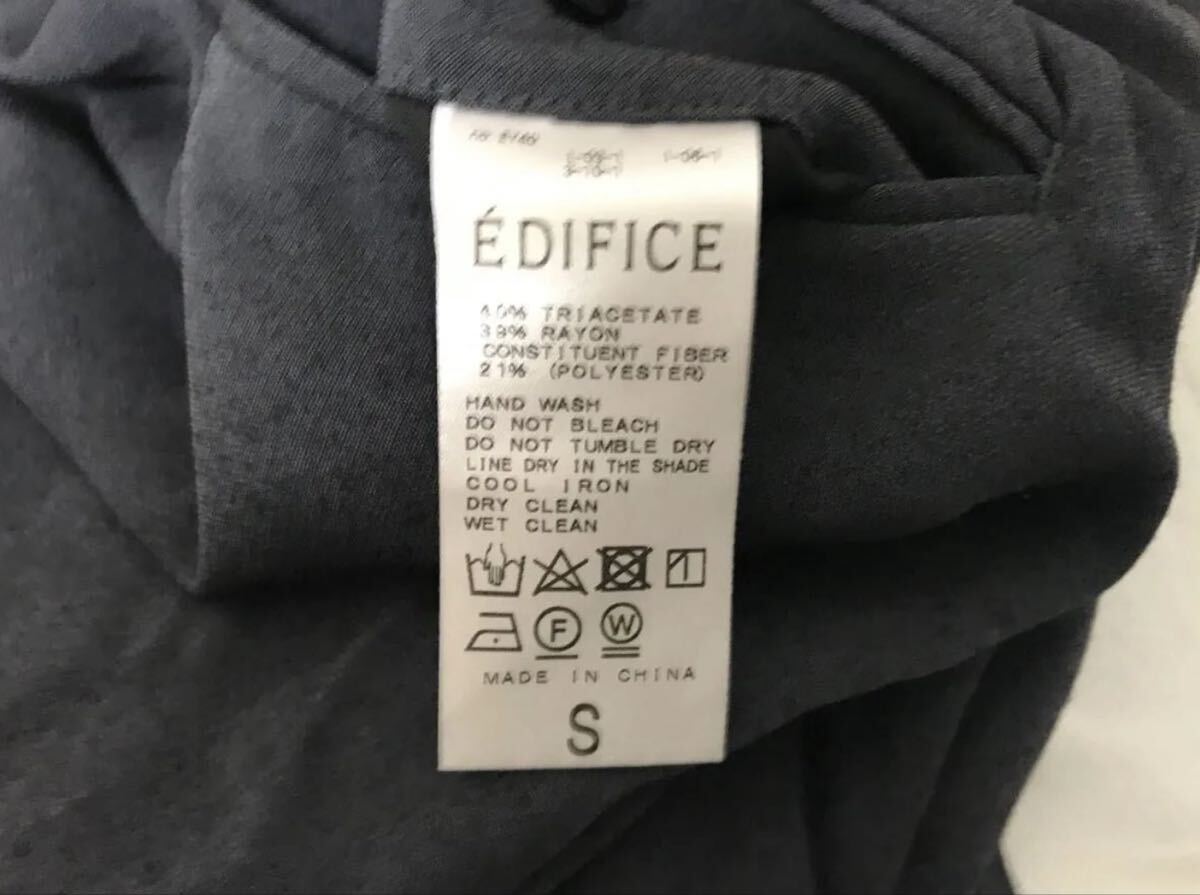 ÉDIFICE
40% TRIACETATE
39% RAYON
CONSTITUENT FIBER
21% (POLYESTER)
HAND WASH
DO NOT BLEACH
DO NOT TUMBLE DRY
LINE DRY IN THE SHADE
COOL IRON
DRY CLEAN
WET CLEAN
F W
MADE IN CHINA
S